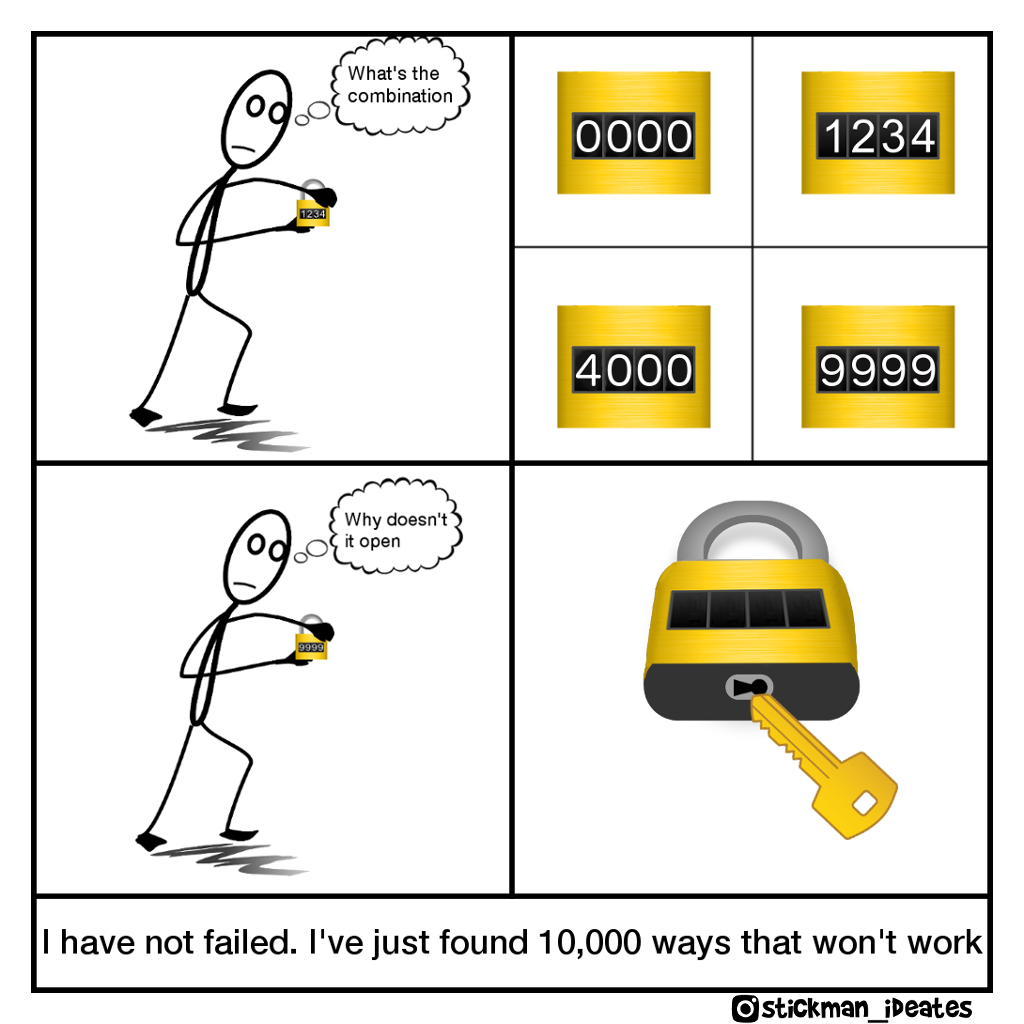 What's the
combination
1234
0000
1234
4000
9999
Why doesn't
it open
9999
I have not failed. I've just found 10,000 ways that won't work
stickman_iDeates